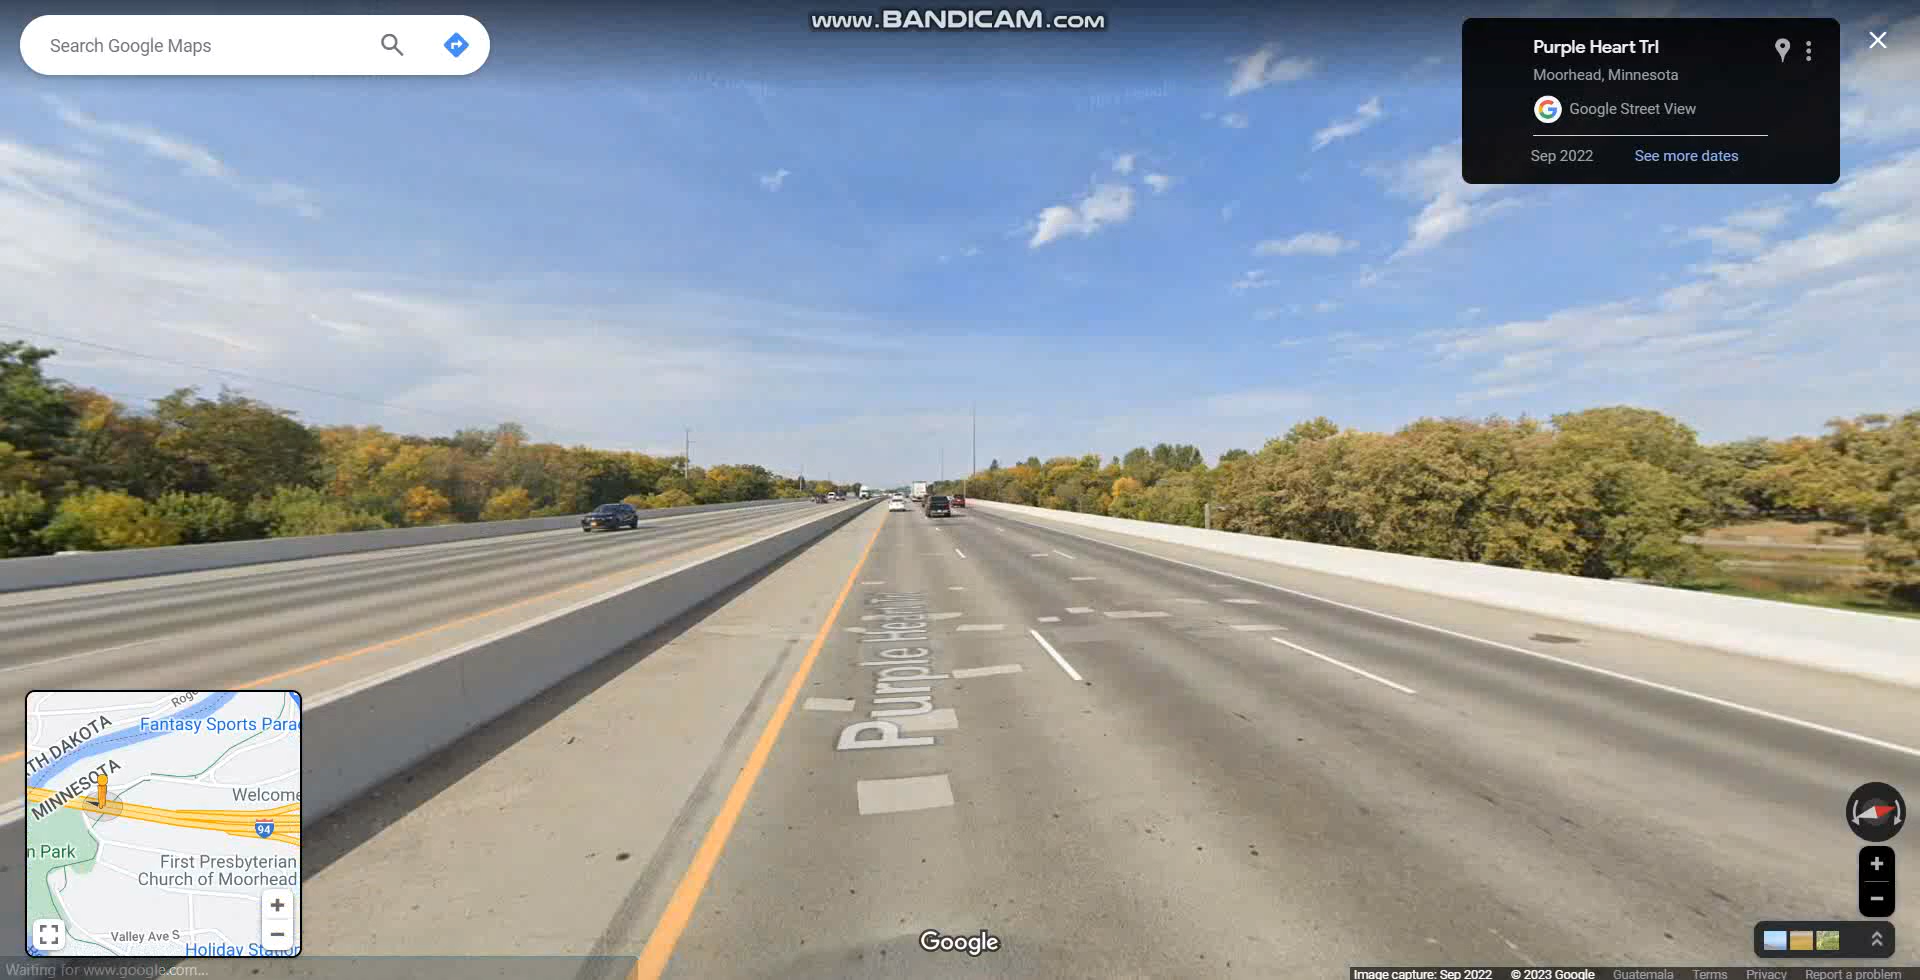 www.BANDICAM.com
Search Google Maps
Purple Heart Trl
Moorhead, Minnesota
Google Street View
Sep 2022 See more dates
Purple Heart Trl
Fantasy Sports Para
TH DAKOTA
MINNESOTA
Welcome
94
n Park
First Presbyterian
Church of Moorhead
Valley Ave S
Holiday Station
Google
Waiting for www.google.com...
Image capture: Sep 2022 © 2023 Google Guatemala Terms Privacy Report a problem